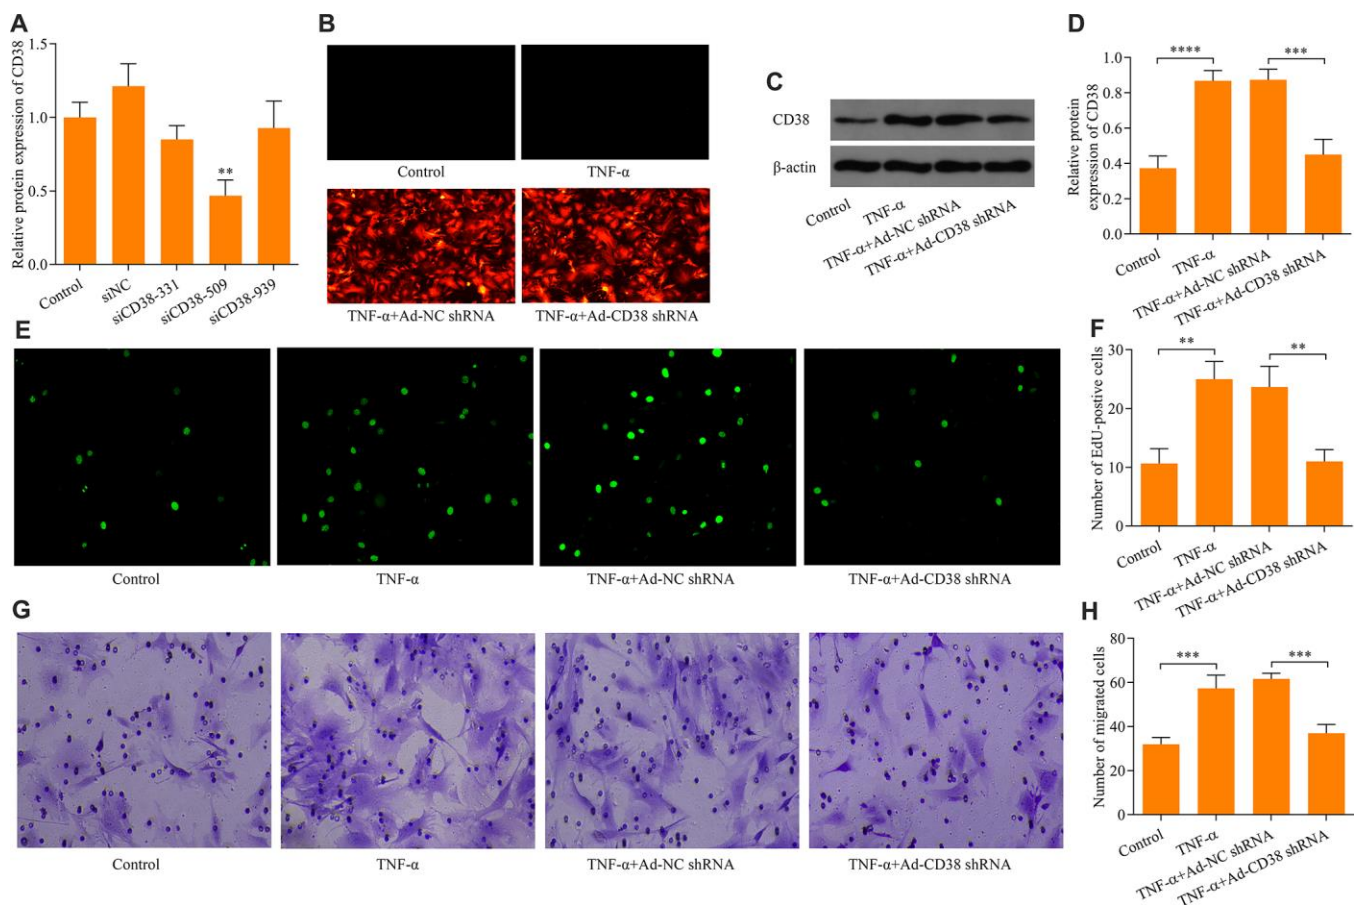 A
Relative protein expression of CD38
1.5
1.0
0.5
0.0
**
Control
siNC
siCD38-331
siCD38-509
siCD38-939
B
Control
TNF-α
TNF-α+Ad-NC shRNA
TNF-α+Ad-CD38 shRNA
C
CD38
β-actin
Control
TNF-α
TNF-α+Ad-NC shRNA
TNF-α+Ad-CD38 shRNA
D
Relative protein
expression of CD38
1.0
0.8
0.6
0.4
0.2
0.0
****
***
Control
TNF-α
TNF-α+Ad-NC shRNA
TNF-α+Ad-CD38 shRNA
E
Control
TNF-α
TNF-α+Ad-NC shRNA
TNF-α+Ad-CD38 shRNA
F
Number of EdU-postive cells
30
20
10
0
**
**
Control
TNF-α
TNF-α+Ad-NC shRNA
TNF-α+Ad-CD38 shRNA
G
Control
TNF-α
TNF-α+Ad-NC shRNA
TNF-α+Ad-CD38 shRNA
H
Number of migrated cells
80
60
40
20
0
***
***
Control
TNF-α
TNF-α+Ad-NC shRNA
TNF-α+Ad-CD38 shRNA